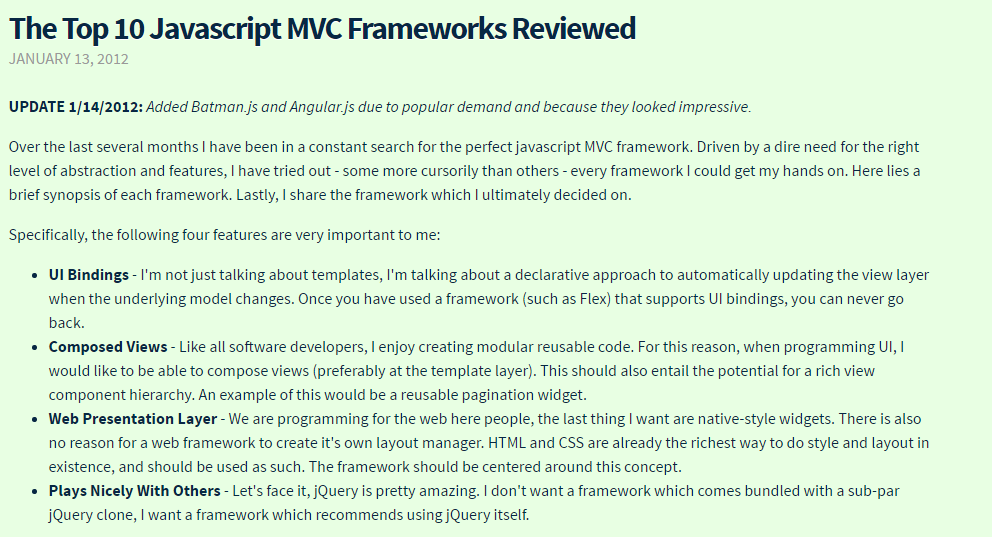 The Top 10 Javascript MVC Frameworks Reviewed
JANUARY 13, 2012
UPDATE 1/14/2012: Added Batman.js and Angular.js due to popular demand and because they looked impressive.
Over the last several months I have been in a constant search for the perfect javascript MVC framework. Driven by a dire need for the right
level of abstraction and features, I have tried out - some more cursorily than others - every framework I could get my hands on. Here lies a
brief synopsis of each framework. Lastly, I share the framework which I ultimately decided on.
Specifically, the following four features are very important to me:
• UI Bindings - I'm not just talking about templates, I'm talking about a declarative approach to automatically updating the view layer
when the underlying model changes. Once you have used a framework (such as Flex) that supports UI bindings, you can never go
back.
• Composed Views - Like all software developers, I enjoy creating modular reusable code. For this reason, when programming UI, I
would like to be able to compose views (preferably at the template layer). This should also entail the potential for a rich view
component hierarchy. An example of this would be a reusable pagination widget.
• Web Presentation Layer - We are programming for the web here people, the last thing I want are native-style widgets. There is also
no reason for a web framework to create it's own layout manager. HTML and CSS are already the richest way to do style and layout in
existence, and should be used as such. The framework should be centered around this concept.
• Plays Nicely With Others - Let's face it, jQuery is pretty amazing. I don't want a framework which comes bundled with a sub-par
jQuery clone, I want a framework which recommends using jQuery itself.